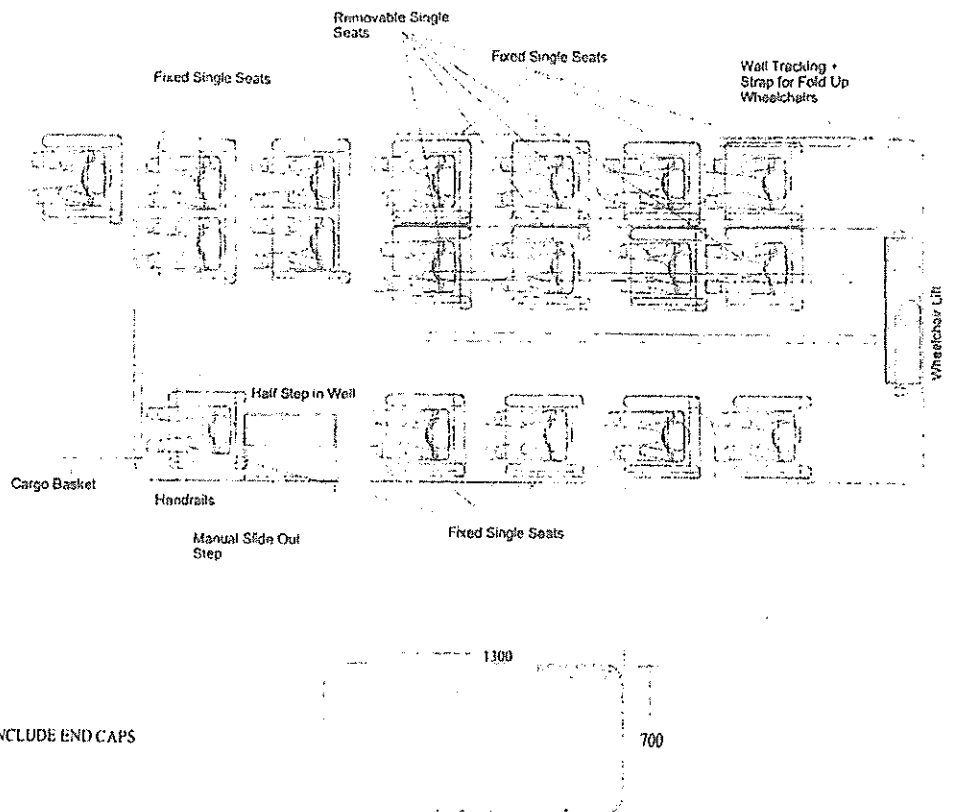 Removable Single
Seats
Fixed Single Seats
Fixed Single Seats
Wall Tracking +
Strap for Fold Up
Wheelchairs
Wheelchair Lift
Half Step in Well
Cargo Basket
Handrails
Manual Slide Out
Step
Fixed Single Seats
1300
NCLUDE END CAPS
700